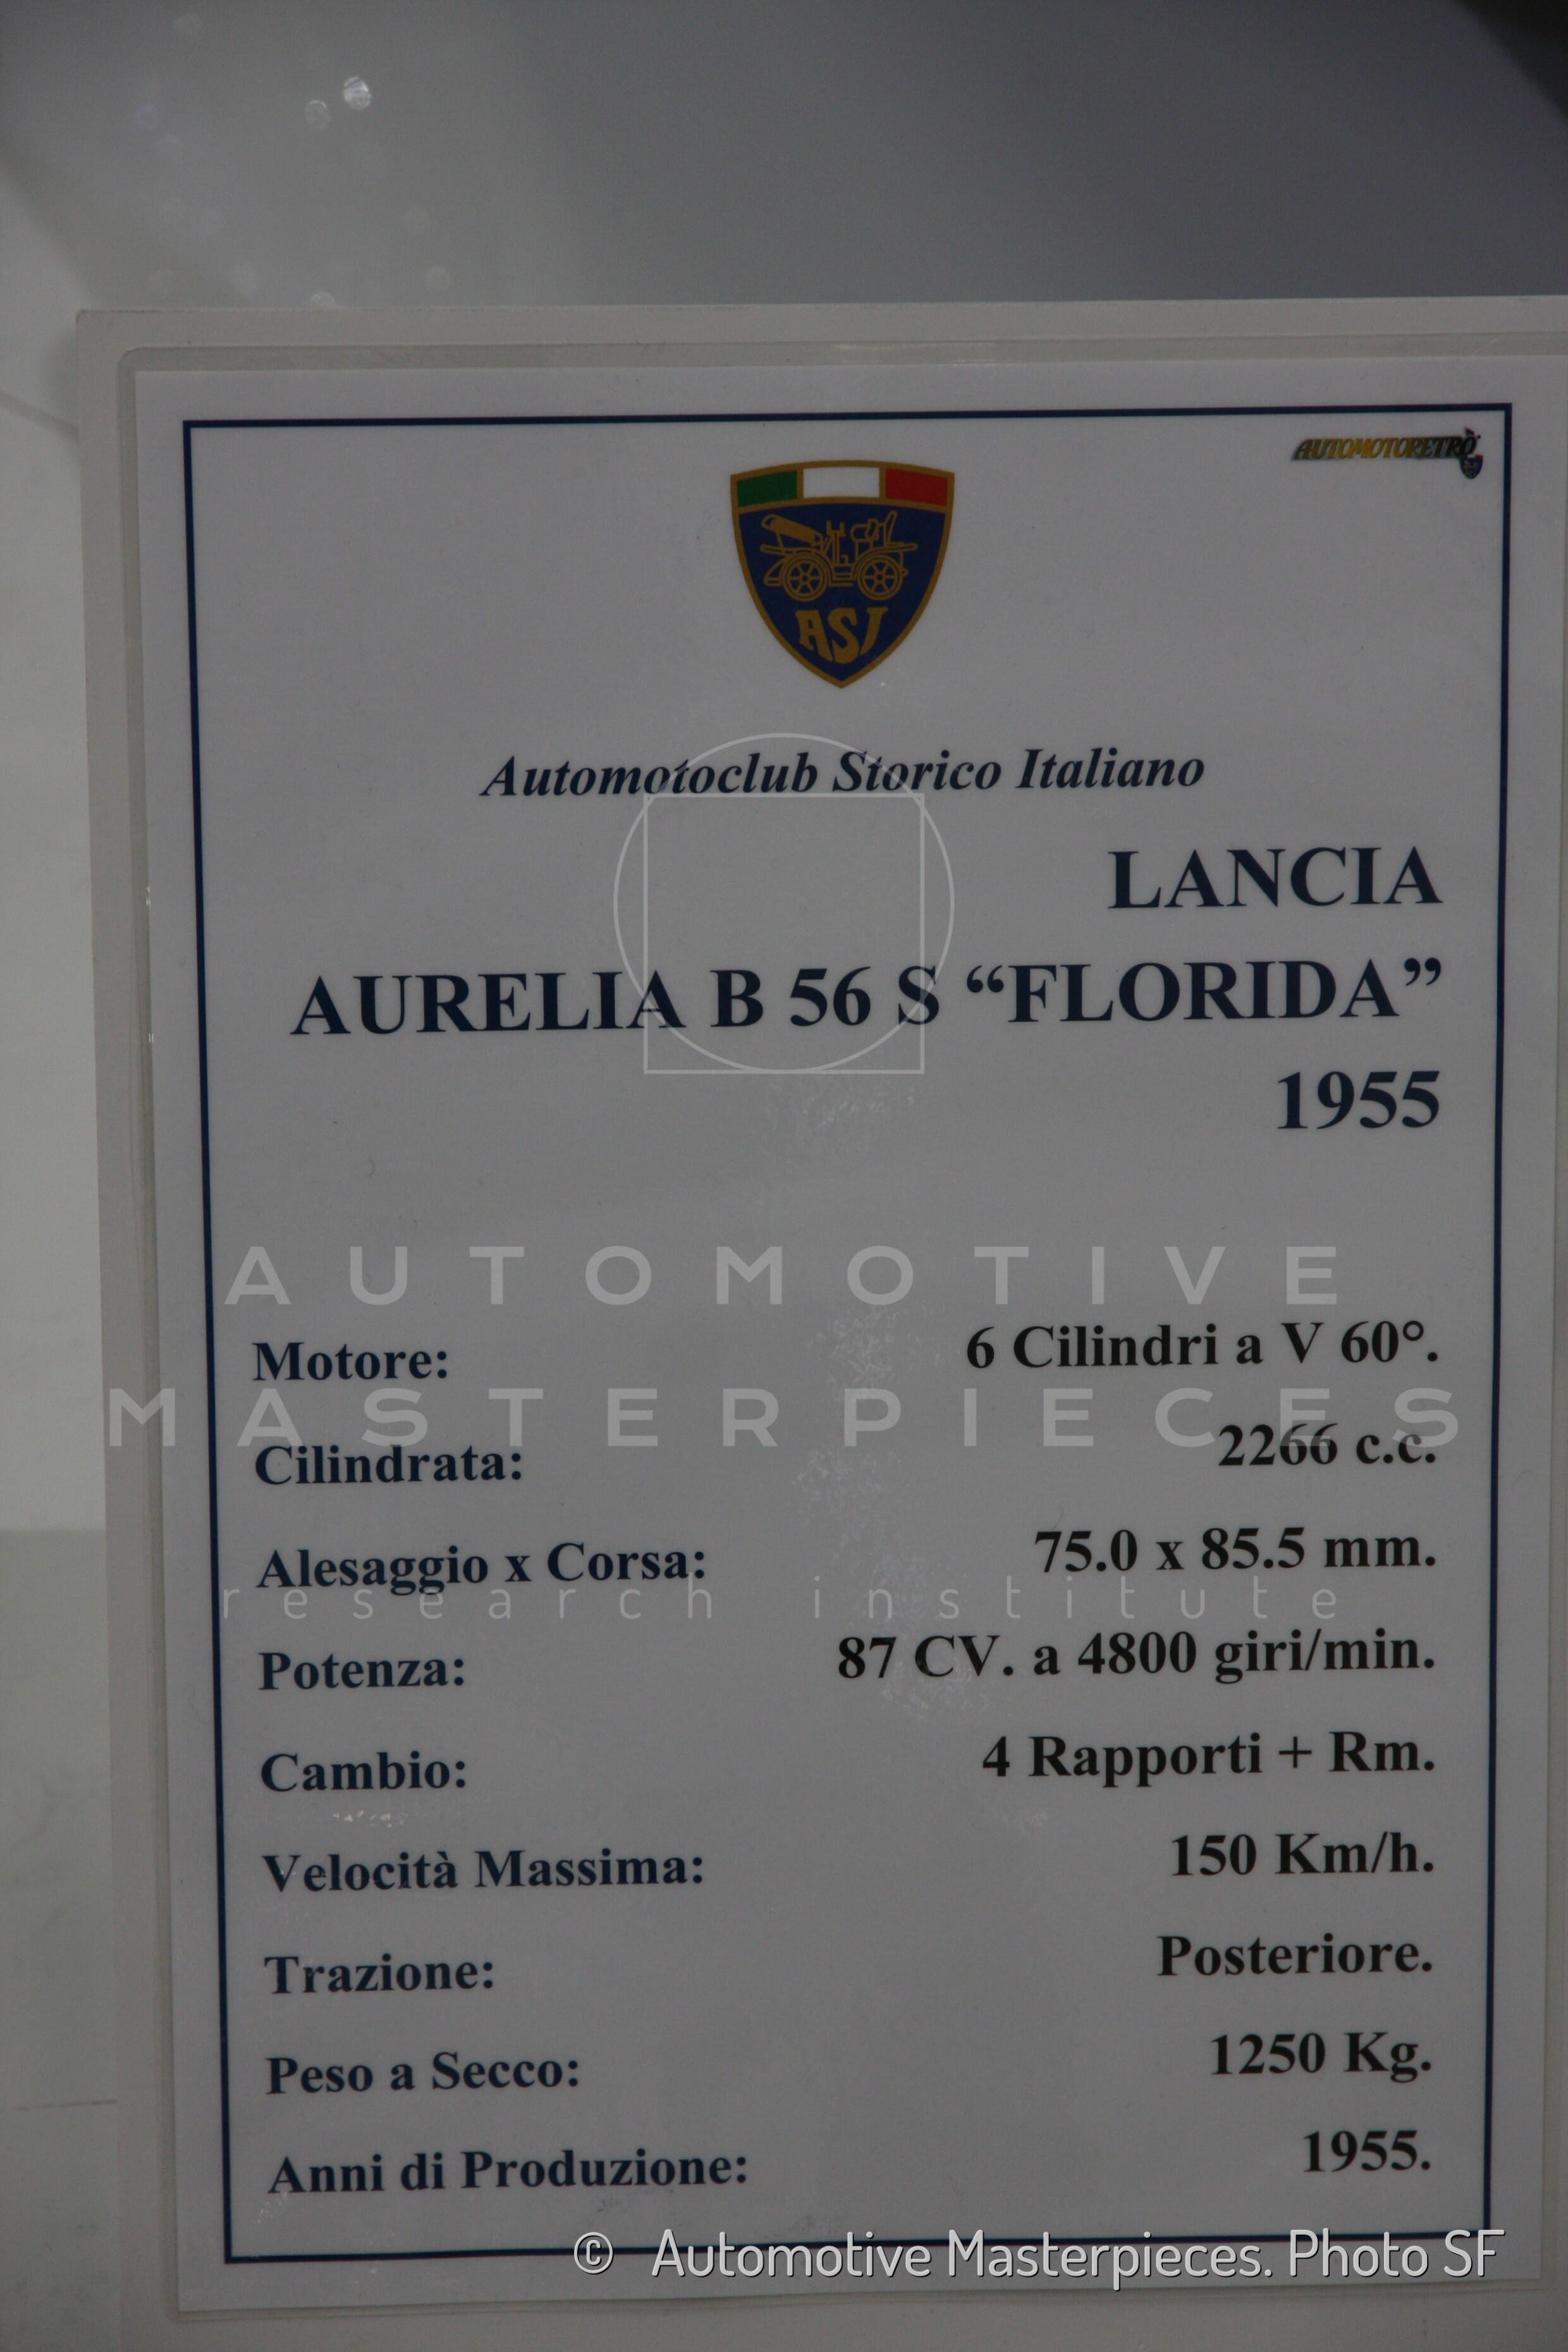 AUTOMOTORETRÒ
ASI
Automotoclub Storico Italiano
LANCIA
AURELIA B 56 S “FLORIDA”
1955
AUTOMOTIVE
MASTERPIECES
research institute
Motore: 6 Cilindri a V 60°.
Cilindrata: 2266 c.c.
Alesaggio x Corsa: 75.0 x 85.5 mm.
Potenza: 87 CV. a 4800 giri/min.
Cambio: 4 Rapporti + Rm.
Velocità Massima: 150 Km/h.
Trazione: Posteriore.
Peso a Secco: 1250 Kg.
Anni di Produzione: 1955.
© Automotive Masterpieces. Photo SF